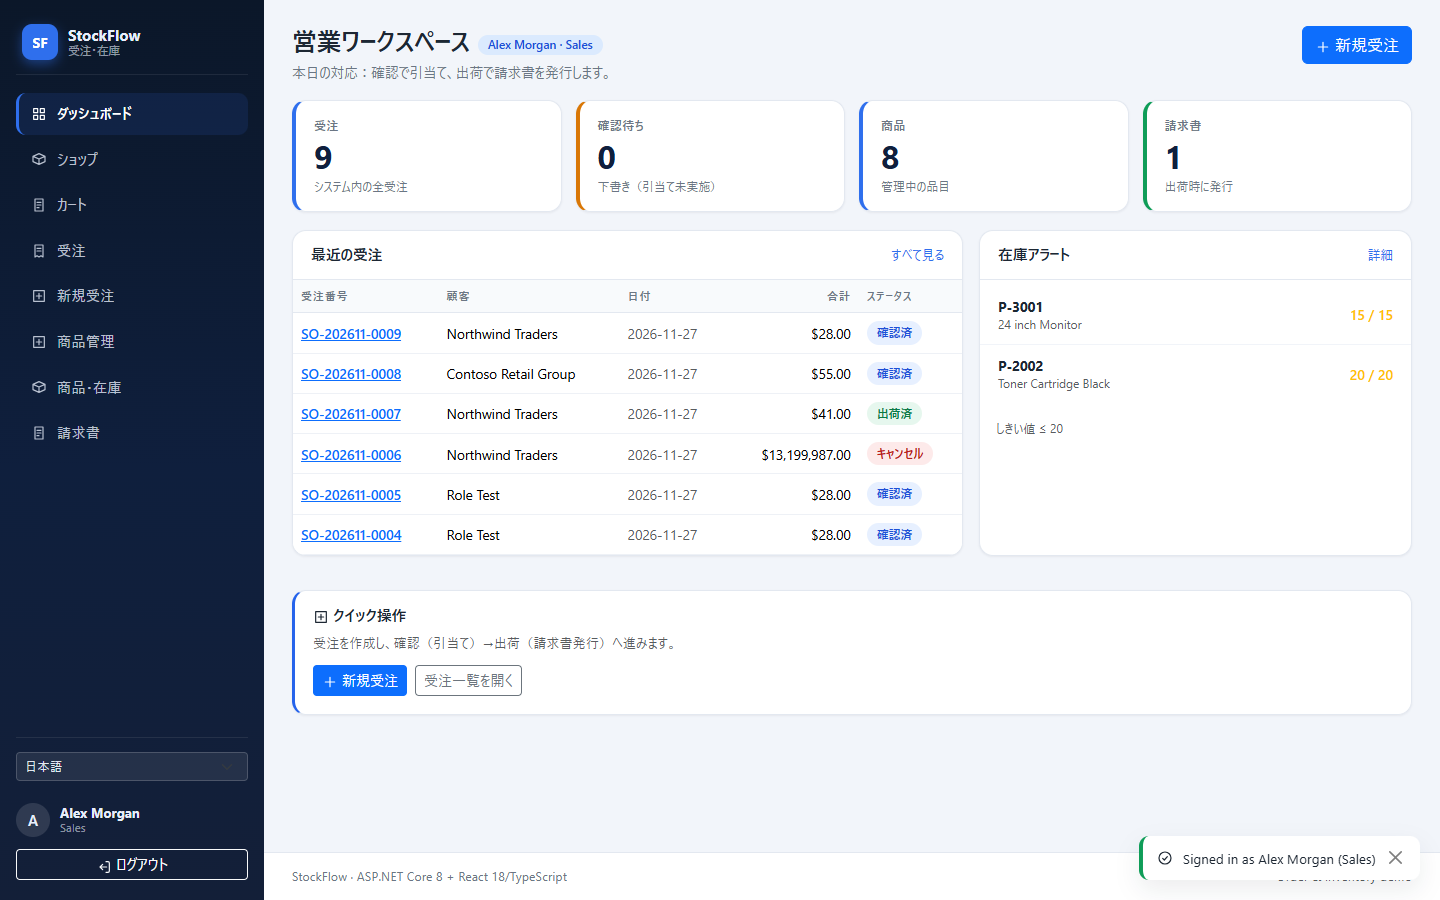 SF
StockFlow
受注・在庫
ダッシュボード
ショップ
カート
受注
新規受注
商品管理
商品・在庫
請求書
日本語
A
Alex Morgan
Sales
ログアウト
営業ワークスペース
Alex Morgan · Sales
本日の対応：確認で引当て、出荷で請求書を発行します。
＋ 新規受注
受注
9
システム内の全受注
確認待ち
0
下書き（引当て未実施）
商品
8
管理中の品目
請求書
1
出荷時に発行
最近の受注
すべて見る
受注番号 顧客 日付 合計 ステータス
SO-202611-0009 Northwind Traders 2026-11-27 $28.00 確認済
SO-202611-0008 Contoso Retail Group 2026-11-27 $55.00 確認済
SO-202611-0007 Northwind Traders 2026-11-27 $41.00 出荷済
SO-202611-0006 Northwind Traders 2026-11-27 $13,199,987.00 キャンセル
SO-202611-0005 Role Test 2026-11-27 $28.00 確認済
SO-202611-0004 Role Test 2026-11-27 $28.00 確認済
在庫アラート
詳細
P-3001
24 inch Monitor
15 / 15
P-2002
Toner Cartridge Black
20 / 20
しきい値 ≤ 20
クイック操作
受注を作成し、確認（引当て）→出荷（請求書発行）へ進みます。
＋ 新規受注
受注一覧を開く
StockFlow · ASP.NET Core 8 + React 18/TypeScript
Signed in as Alex Morgan (Sales)